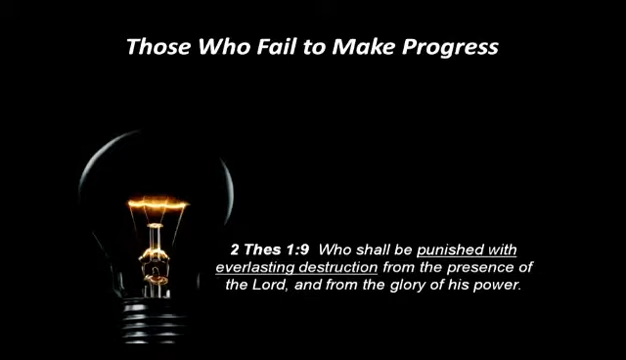 Those Who Fail to Make Progress
2 Thes 1:9 Who shall be punished with
everlasting destruction from the presence of
the Lord, and from the glory of his power.